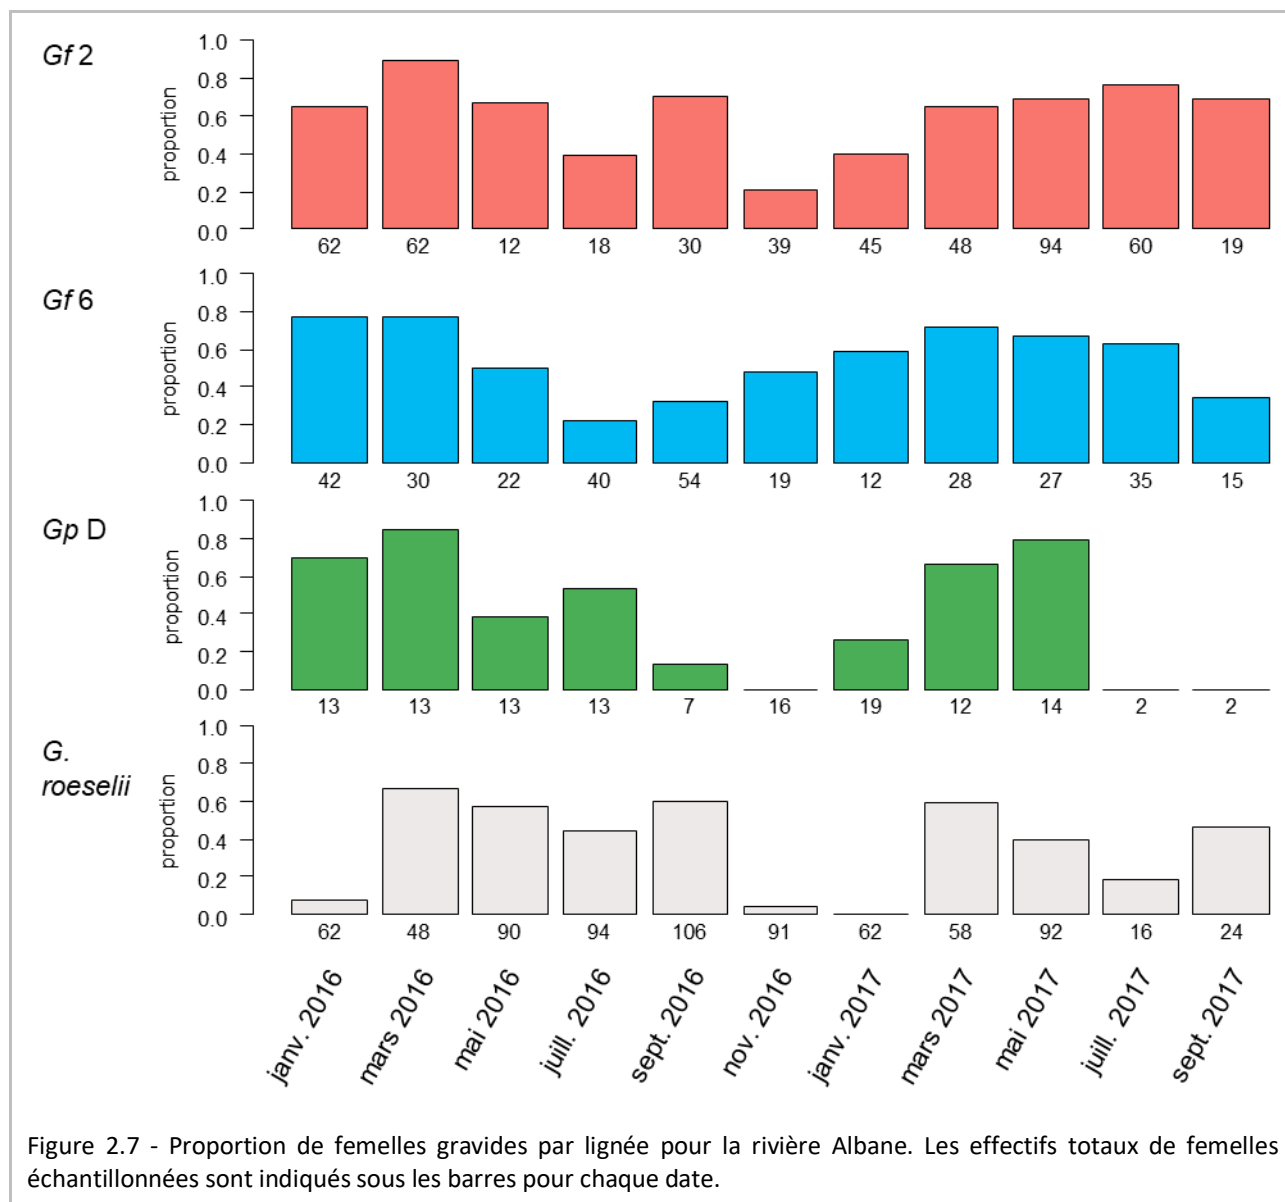 Gf 2
proportion
1.0
0.8
0.6
0.4
0.2
0.0
62 62 12 18 30 39 45 48 94 60 19
Gf 6
proportion
1.0
0.8
0.6
0.4
0.2
0.0
42 30 22 40 54 19 12 28 27 35 15
Gp D
proportion
1.0
0.8
0.6
0.4
0.2
0.0
13 13 13 13 7 16 19 12 14 2 2
G.
roeselii
proportion
1.0
0.8
0.6
0.4
0.2
0.0
62 48 90 94 106 91 62 58 92 16 24
janv. 2016
mars 2016
mai 2016
juill. 2016
sept. 2016
nov. 2016
janv. 2017
mars 2017
mai 2017
juill. 2017
sept. 2017
Figure 2.7 - Proportion de femelles gravides par lignée pour la rivière Albane. Les effectifs totaux de femelles
échantillonnées sont indiqués sous les barres pour chaque date.